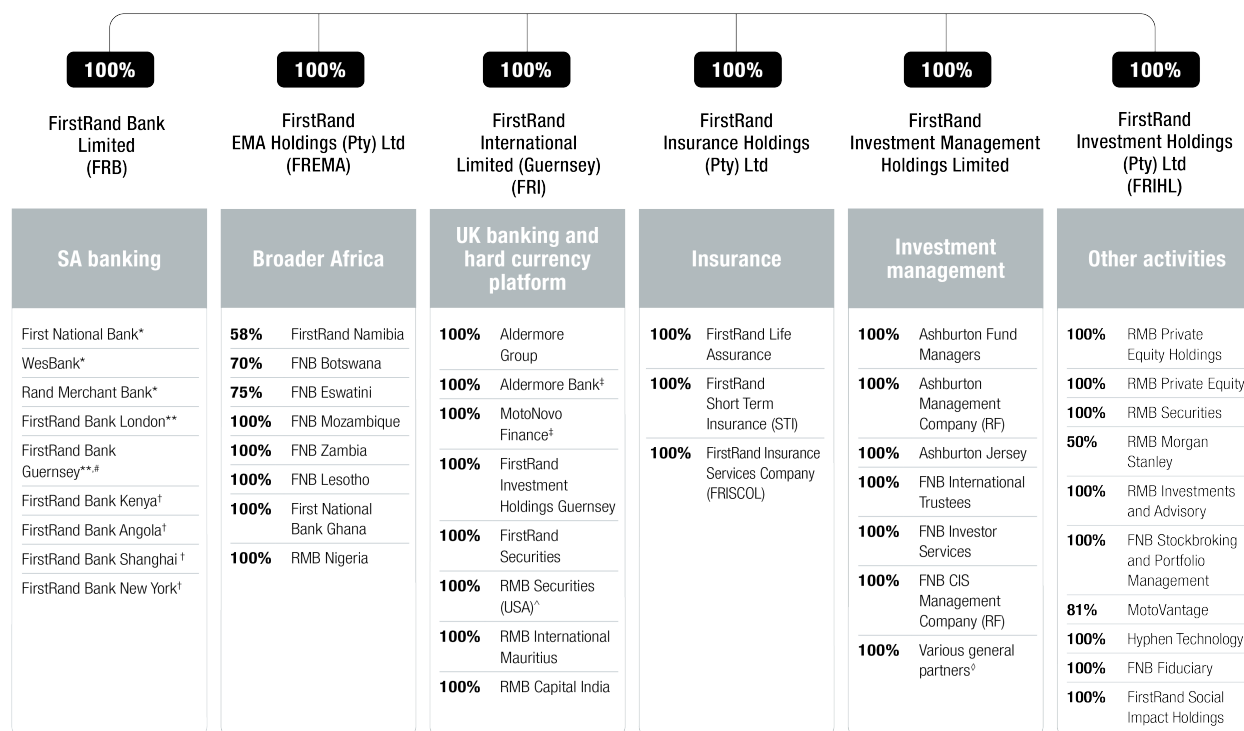 100%
FirstRand Bank
Limited
(FRB)
SA banking
First National Bank*
WesBank*
Rand Merchant Bank*
FirstRand Bank London**
FirstRand Bank
Guernsey**,#
FirstRand Bank Kenya†
FirstRand Bank Angola†
FirstRand Bank Shanghai †
FirstRand Bank New York†
100%
FirstRand
EMA Holdings (Pty) Ltd
(FREMA)
Broader Africa
58% FirstRand Namibia
70% FNB Botswana
75% FNB Eswatini
100% FNB Mozambique
100% FNB Zambia
100% FNB Lesotho
100% First National
Bank Ghana
100% RMB Nigeria
100%
FirstRand
International
Limited (Guernsey)
(FRI)
UK banking and
hard currency
platform
100% Aldermore
Group
100% Aldermore Bank‡
100% MotoNovo
Finance‡
100% FirstRand
Investment
Holdings Guernsey
100% FirstRand
Securities
100% RMB Securities
(USA)^
100% RMB International
Mauritius
100% RMB Capital India
100%
FirstRand
Insurance Holdings
(Pty) Ltd
Insurance
100% FirstRand Life
Assurance
100% FirstRand
Short Term
Insurance (STI)
100% FirstRand Insurance
Services Company
(FRISCOL)
100%
FirstRand
Investment Management
Holdings Limited
Investment
management
100% Ashburton Fund
Managers
100% Ashburton
Management
Company (RF)
100% Ashburton Jersey
100% FNB International
Trustees
100% FNB Investor
Services
100% FNB CIS
Management
Company (RF)
100% Various general
partners◊
100%
FirstRand
Investment Holdings
(Pty) Ltd
(FRIHL)
Other activities
100% RMB Private
Equity Holdings
100% RMB Private Equity
100% RMB Securities
50% RMB Morgan
Stanley
100% RMB Investments
and Advisory
100% FNB Stockbroking
and Portfolio
Management
81% MotoVantage
100% Hyphen Technology
100% FNB Fiduciary
100% FirstRand Social
Impact Holdings